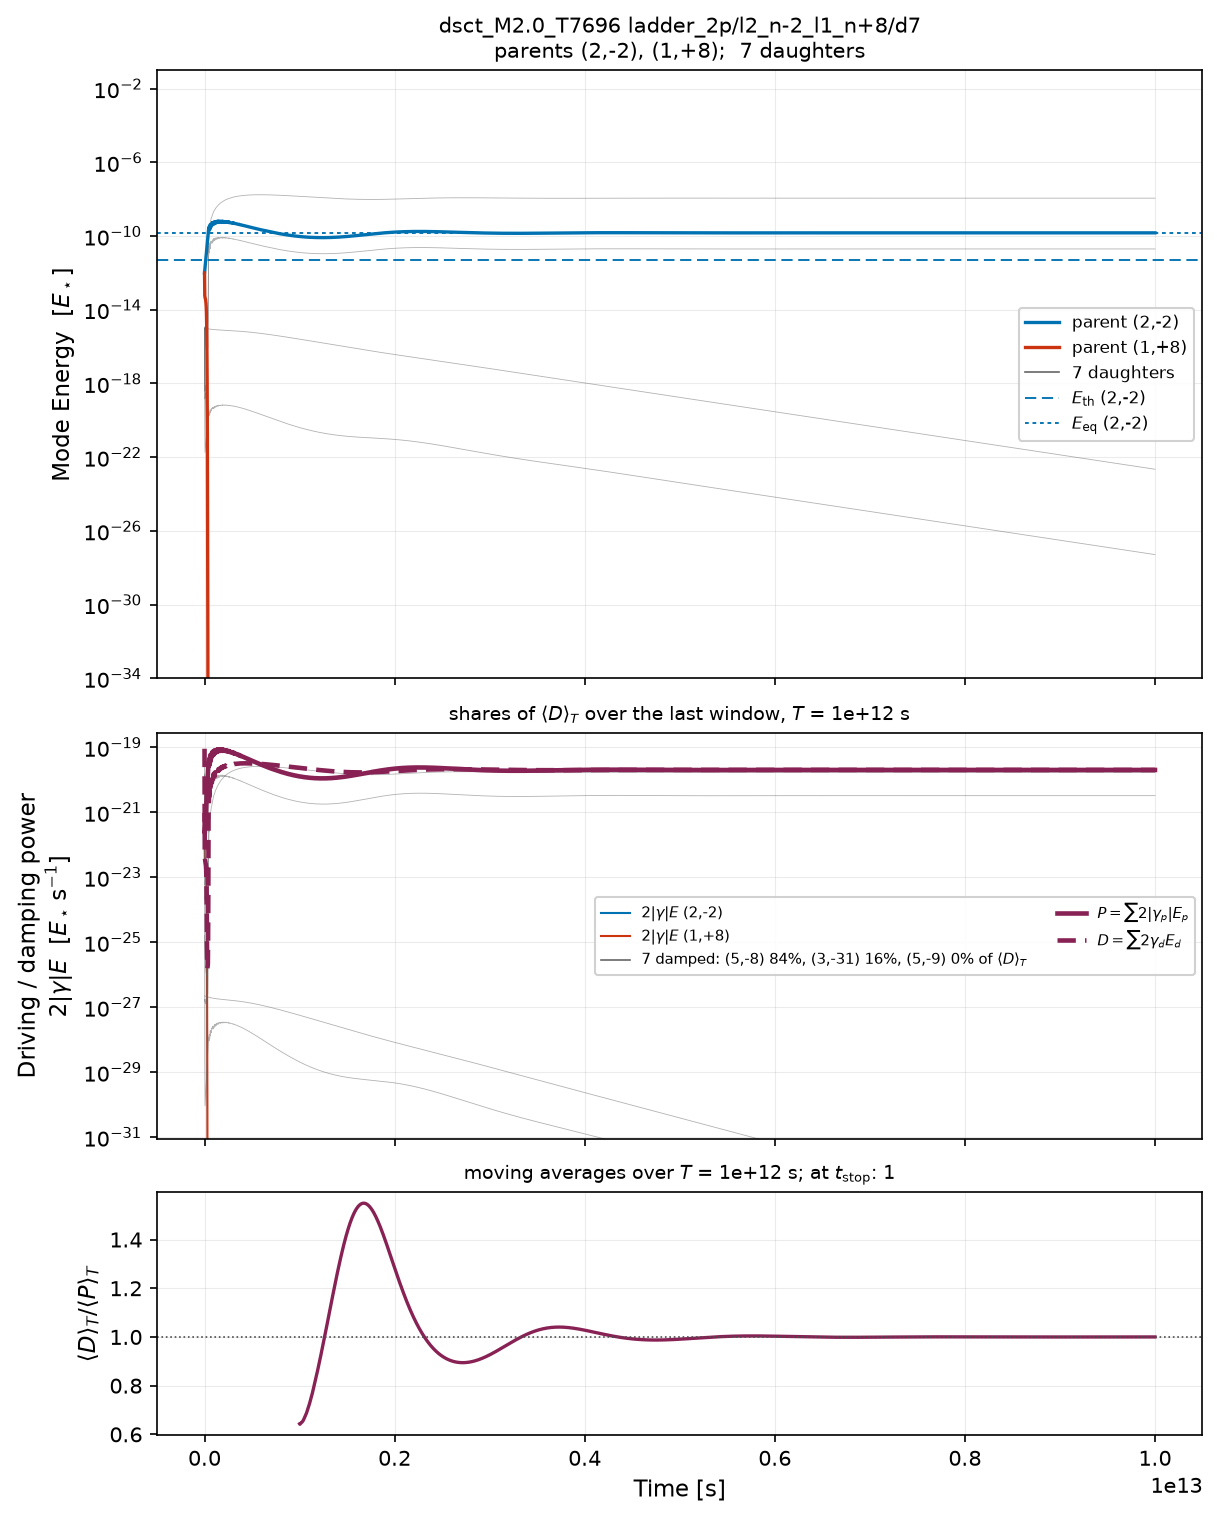 dsct_M2.0_T7696 ladder_2p/l2_n-2_l1_n+8/d7
parents (2,-2), (1,+8);  7 daughters
Mode Energy  [E⋆]
10⁻²
10⁻⁶
10⁻¹⁰
10⁻¹⁴
10⁻¹⁸
10⁻²²
10⁻²⁶
10⁻³⁰
10⁻³⁴
parent (2,-2)
parent (1,+8)
7 daughters
E_th (2,-2)
E_eq (2,-2)
shares of ⟨D⟩_T over the last window, T = 1e+12 s
Driving / damping power
2|γ|E  [E⋆ s⁻¹]
10⁻¹⁹
10⁻²¹
10⁻²³
10⁻²⁵
10⁻²⁷
10⁻²⁹
10⁻³¹
2|γ|E (2,-2)
2|γ|E (1,+8)
7 damped: (5,-8) 84%, (3,-31) 16%, (5,-9) 0% of ⟨D⟩_T
P = ∑2|γ_p|E_p
D = ∑2γ_dE_d
moving averages over T = 1e+12 s; at t_stop: 1
⟨D⟩_T/⟨P⟩_T
1.4
1.2
1.0
0.8
0.6
0.0 0.2 0.4 0.6 0.8 1.0
Time [s]
1e13